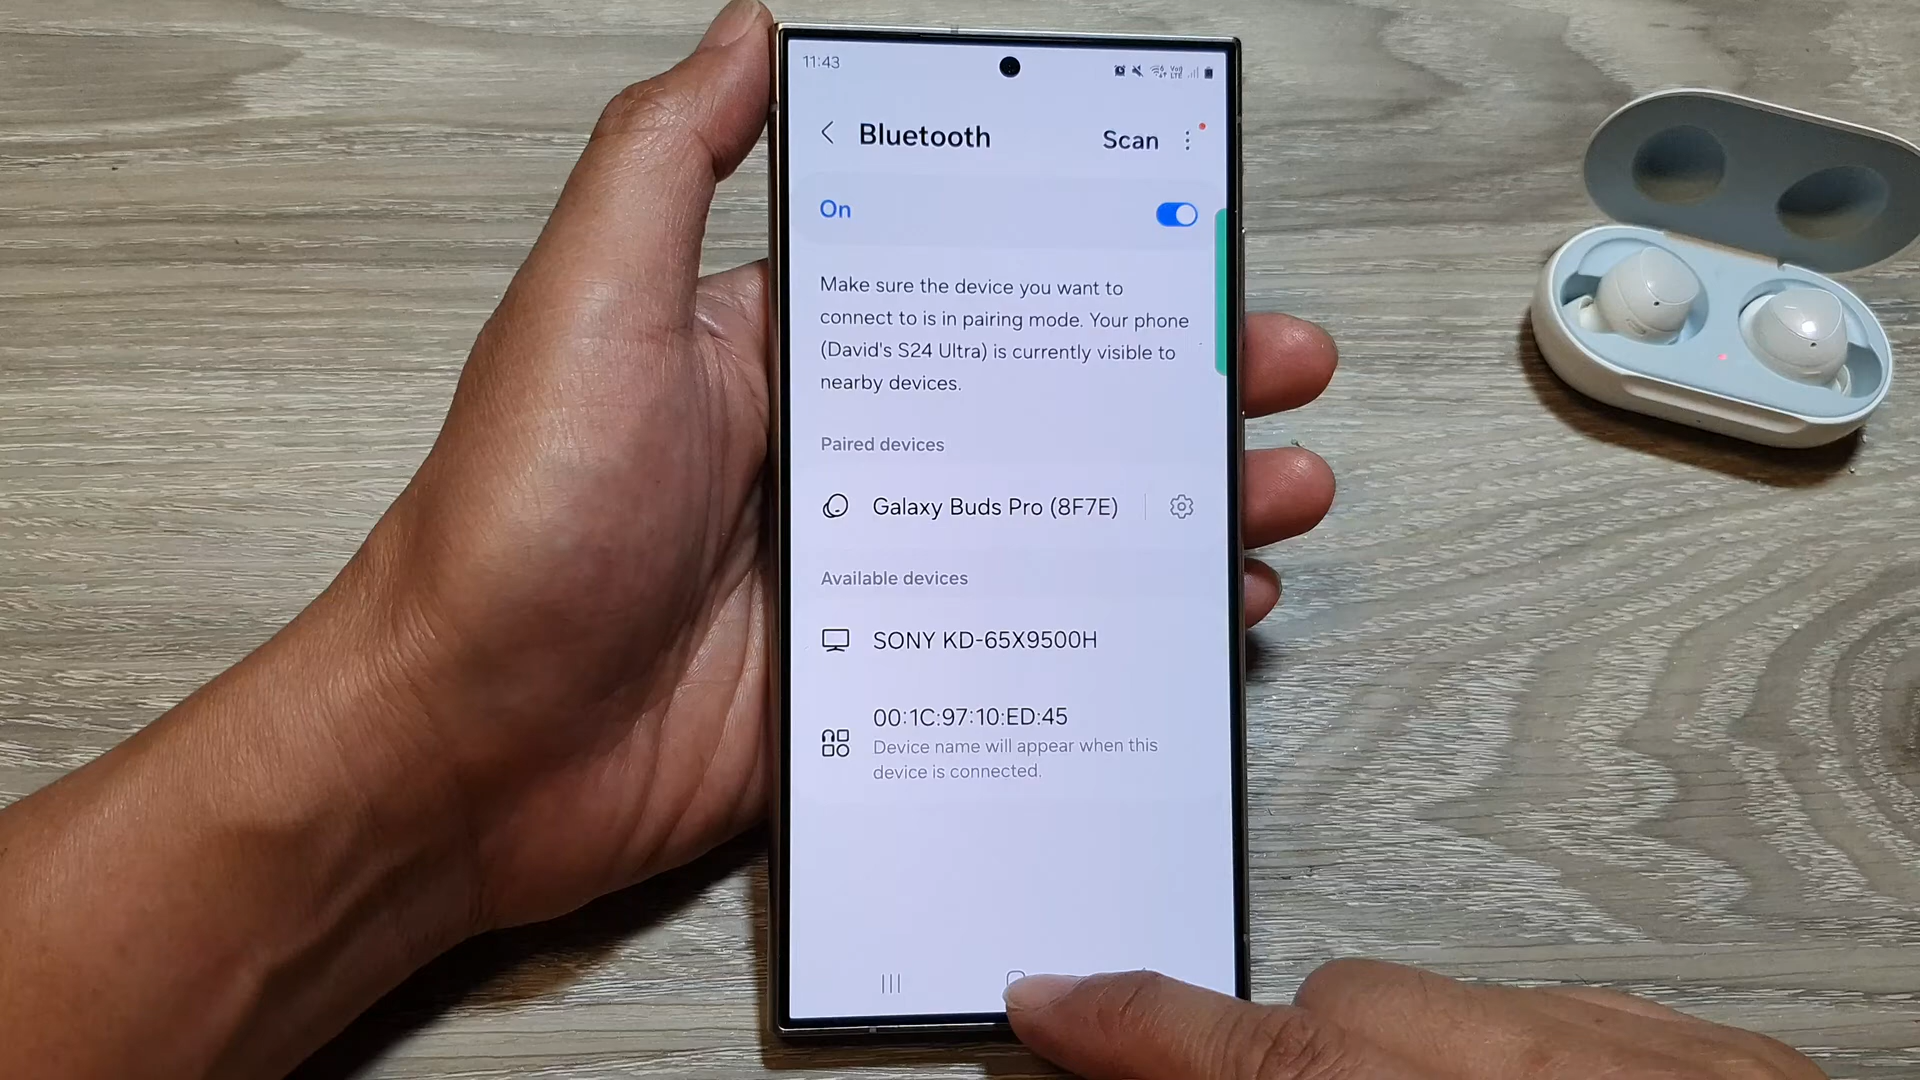 11:43
Bluetooth
Scan
On
Make sure the device you want to
connect to is in pairing mode. Your phone
(David's S24 Ultra) is currently visible to
nearby devices.
Paired devices
Galaxy Buds Pro (8F7E)
Available devices
SONY KD-65X9500H
00:1C:97:10:ED:45
Device name will appear when this
device is connected.